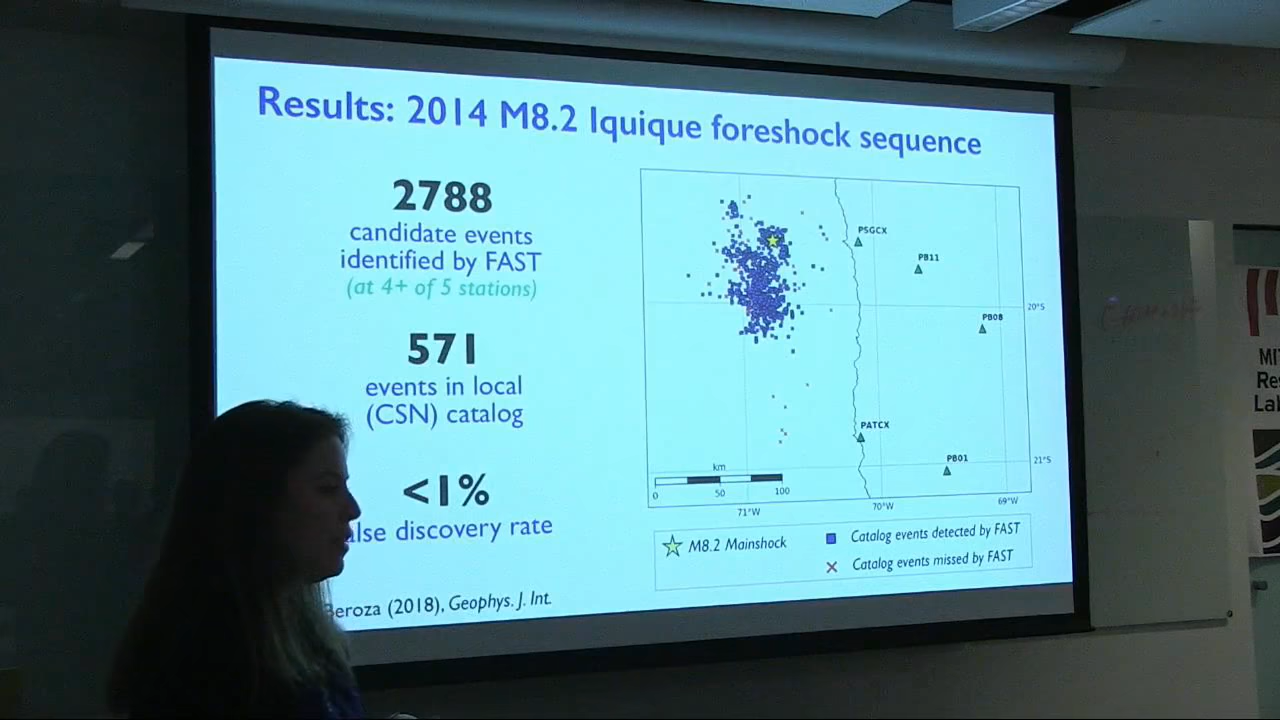 Results: 2014 M8.2 Iquique foreshock sequence
2788
candidate events
identified by FAST
(at 4+ of 5 stations)
571
events in local
(CSN) catalog
<1%
alse discovery rate
Beroza (2018), Geophys. J. Int.
PSGCX
PB11
PB08
20°S
PATCX
PB01
21°S
km
0 50 100
71°W 70°W 69°W
M8.2 Mainshock
Catalog events detected by FAST
Catalog events missed by FAST
MI
Re
Lal